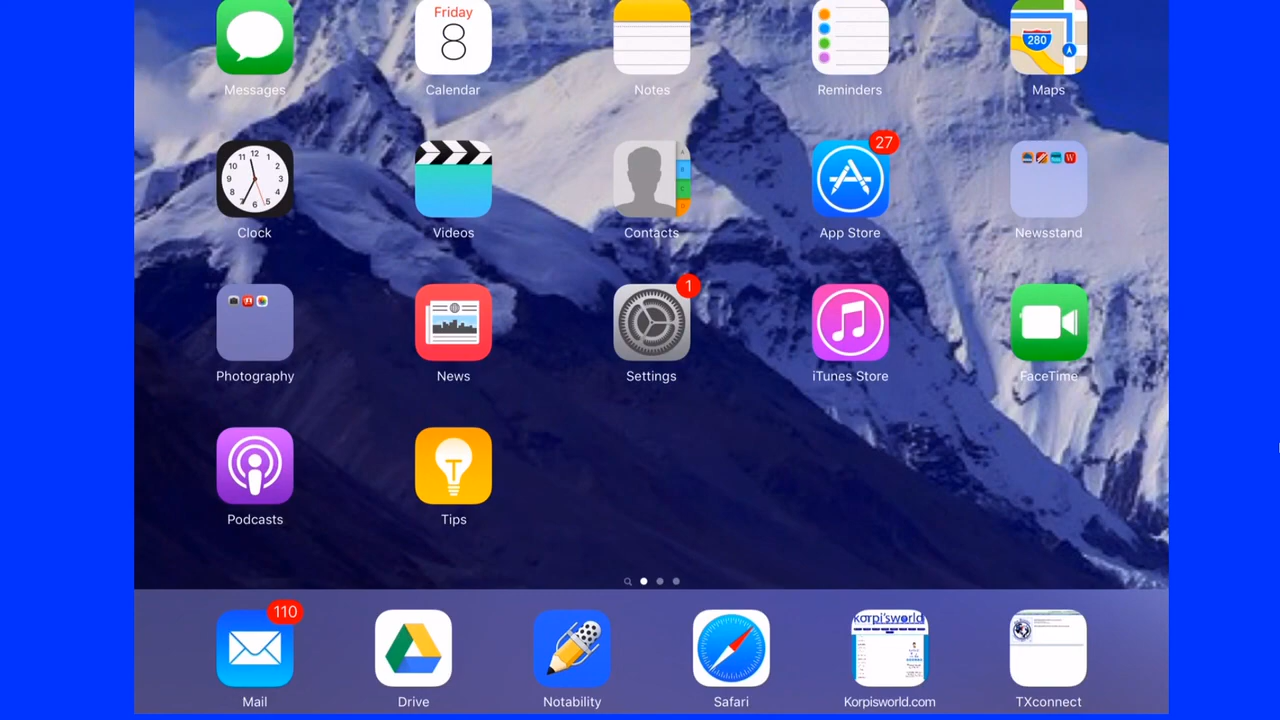 Friday
8
280
Messages
Calendar
Notes
Reminders
Maps
27
Clock
Videos
Contacts
App Store
Newsstand
1
Photography
News
Settings
iTunes Store
FaceTime
Podcasts
Tips
110
korpi'sworld
Mail
Drive
Notability
Safari
Korpisworld.com
TXconnect